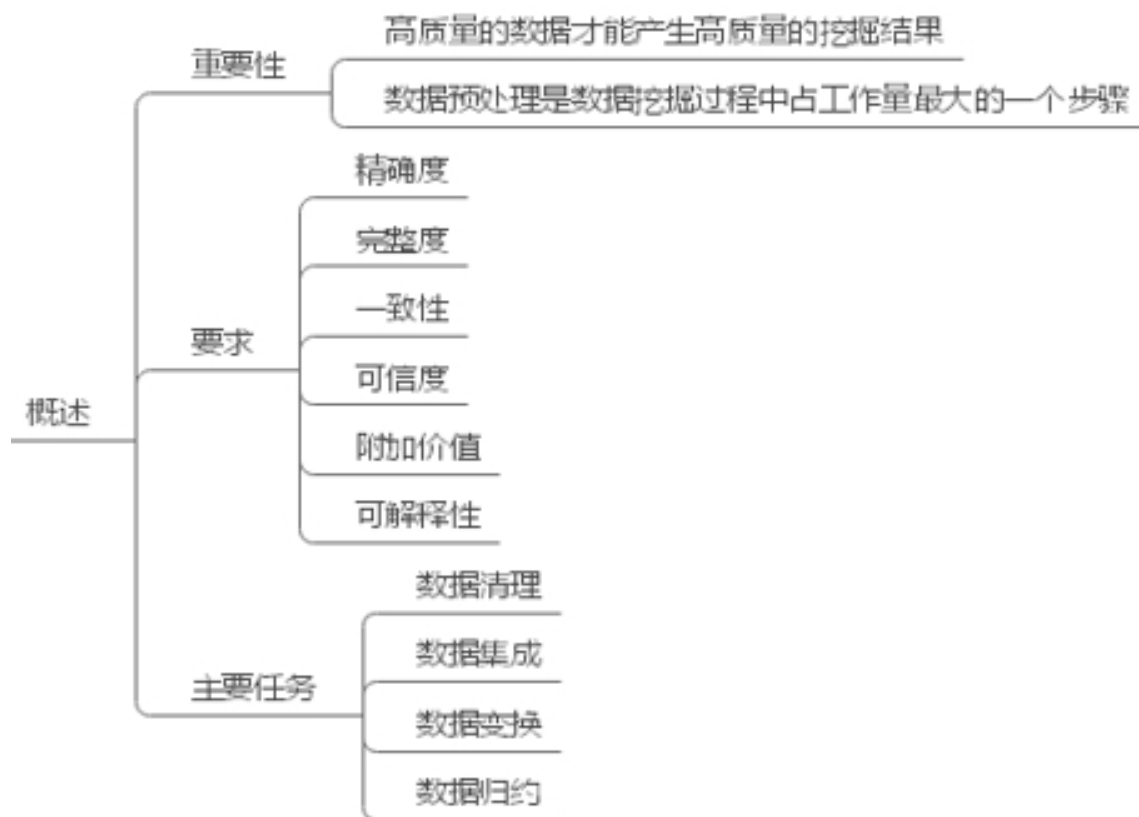 高质量的数据才能产生高质量的挖掘结果
重要性
数据预处理是数据挖掘过程中占工作量最大的一个步骤
精确度
完整度
一致性
要求
可信度
概述
附加价值
可解释性
数据清理
数据集成
主要任务
数据变换
数据归约